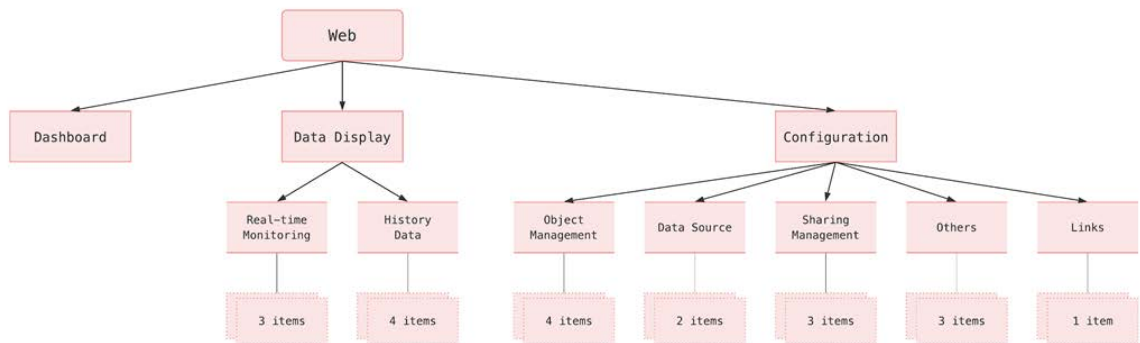 Web
Dashboard
Data Display
Configuration
Real-time
Monitoring
History
Data
Object
Management
Data Source
Sharing
Management
Others
Links
3 items
4 items
4 items
2 items
3 items
3 items
1 item